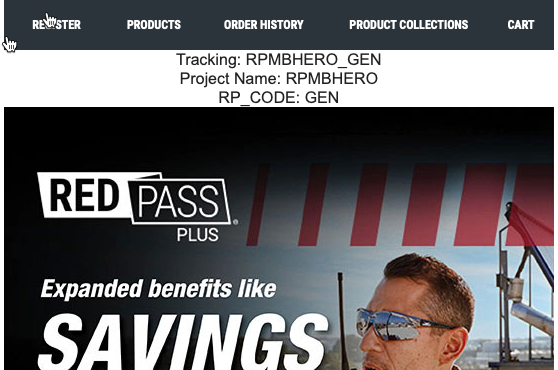 REGISTER PRODUCTS ORDER HISTORY PRODUCT COLLECTIONS CART
Tracking: RPMBHERO_GEN
Project Name: RPMBHERO
RP_CODE: GEN
RED PASS®
PLUS
Expanded benefits like
SAVINGS